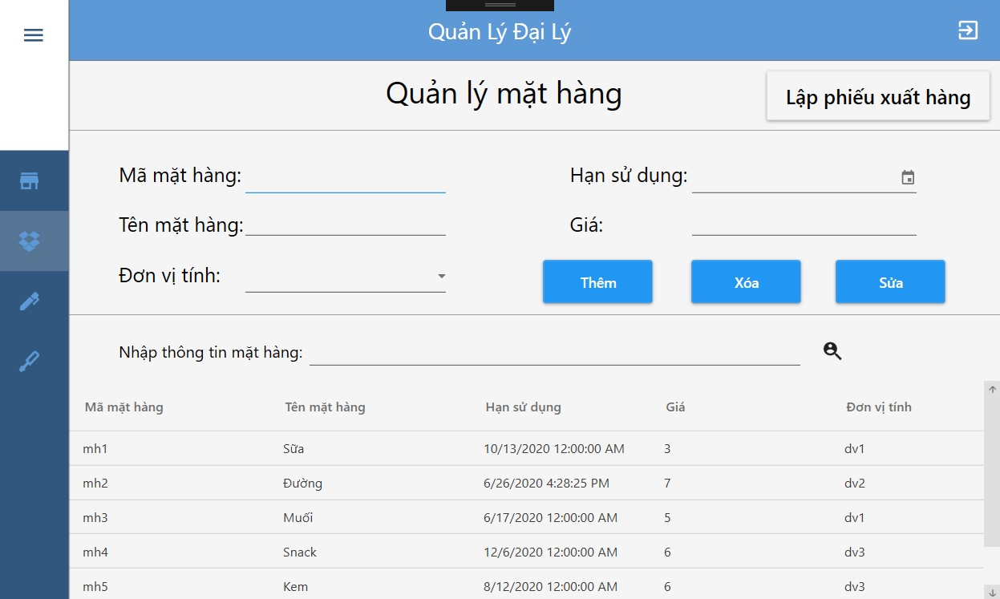 Quản Lý Đại Lý
Quản lý mặt hàng
Lập phiếu xuất hàng
Mã mặt hàng:
Hạn sử dụng:
Tên mặt hàng:
Giá:
Đơn vị tính:
Thêm
Xóa
Sửa
Nhập thông tin mặt hàng:
Mã mặt hàng Tên mặt hàng Hạn sử dụng Giá Đơn vị tính
mh1 Sữa 10/13/2020 12:00:00 AM 3 dv1
mh2 Đường 6/26/2020 4:28:25 PM 7 dv2
mh3 Muối 6/17/2020 12:00:00 AM 5 dv1
mh4 Snack 12/6/2020 12:00:00 AM 6 dv3
mh5 Kem 8/12/2020 12:00:00 AM 6 dv3